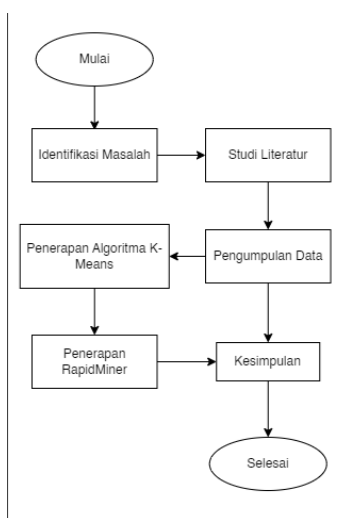 Mulai
Identifikasi Masalah
Studi Literatur
Pengumpulan Data
Penerapan Algoritma K-
Means
Penerapan
RapidMiner
Kesimpulan
Selesai